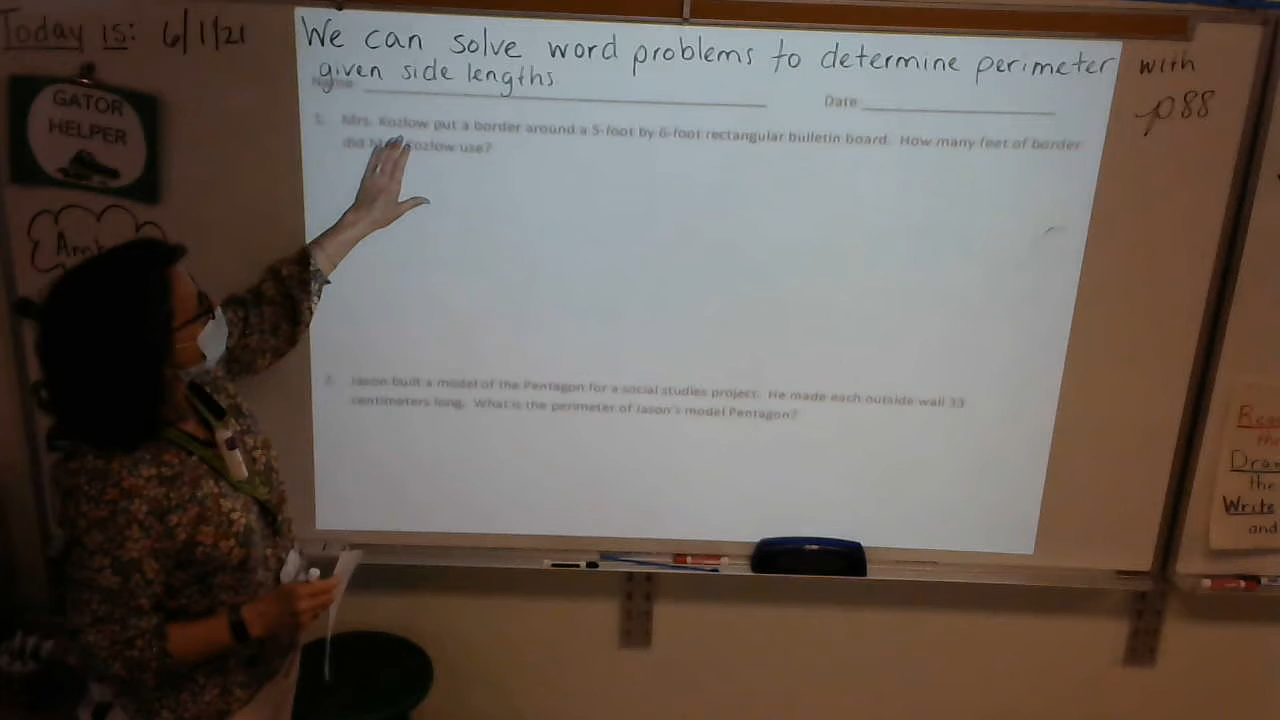 Today is: 6/1/21
We can solve word problems to determine perimeter with
given side lengths
p88
Name
Date
GATOR
HELPER
1. Mrs. Kozlow put a border around a 5-foot by 6-foot rectangular bulletin board. How many feet of border
did Kozlow use?
2. Jason built a model of the Pentagon for a social studies project. He made each outside wall 33
centimeters long. What is the perimeter of Jason's model Pentagon?
the
Write
and